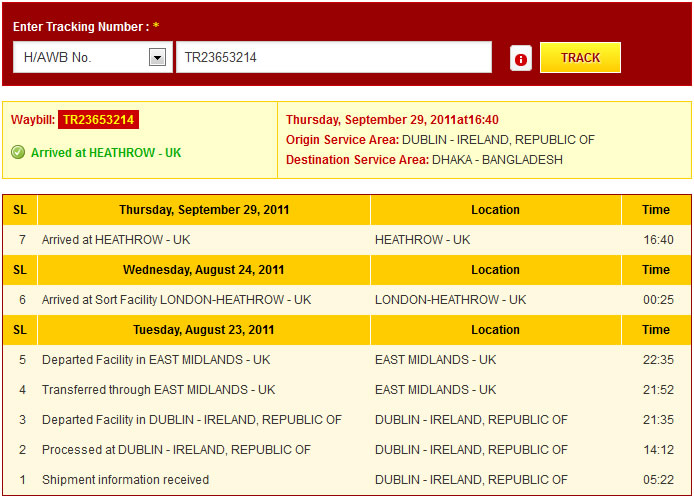 Enter Tracking Number : *
H/AWB No. TR23653214 TRACK
Waybill: TR23653214
Arrived at HEATHROW - UK
Thursday, September 29, 2011at16:40
Origin Service Area: DUBLIN - IRELAND, REPUBLIC OF
Destination Service Area: DHAKA - BANGLADESH
SL Thursday, September 29, 2011 Location Time
7 Arrived at HEATHROW - UK HEATHROW - UK 16:40
SL Wednesday, August 24, 2011 Location Time
6 Arrived at Sort Facility LONDON-HEATHROW - UK LONDON-HEATHROW - UK 00:25
SL Tuesday, August 23, 2011 Location Time
5 Departed Facility in EAST MIDLANDS - UK EAST MIDLANDS - UK 22:35
4 Transferred through EAST MIDLANDS - UK EAST MIDLANDS - UK 21:52
3 Departed Facility in DUBLIN - IRELAND, REPUBLIC OF DUBLIN - IRELAND, REPUBLIC OF 21:35
2 Processed at DUBLIN - IRELAND, REPUBLIC OF DUBLIN - IRELAND, REPUBLIC OF 14:12
1 Shipment information received DUBLIN - IRELAND, REPUBLIC OF 05:22